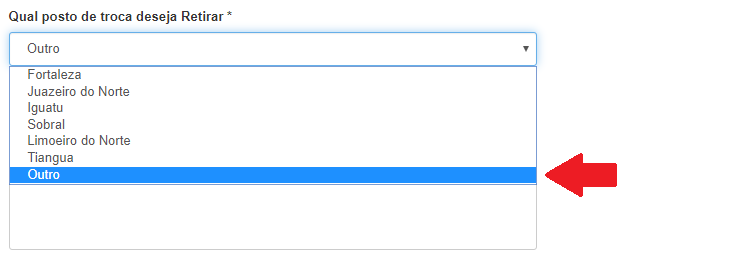 Qual posto de troca deseja Retirar *
Outro
Fortaleza
Juazeiro do Norte
Iguatu
Sobral
Limoeiro do Norte
Tiangua
Outro